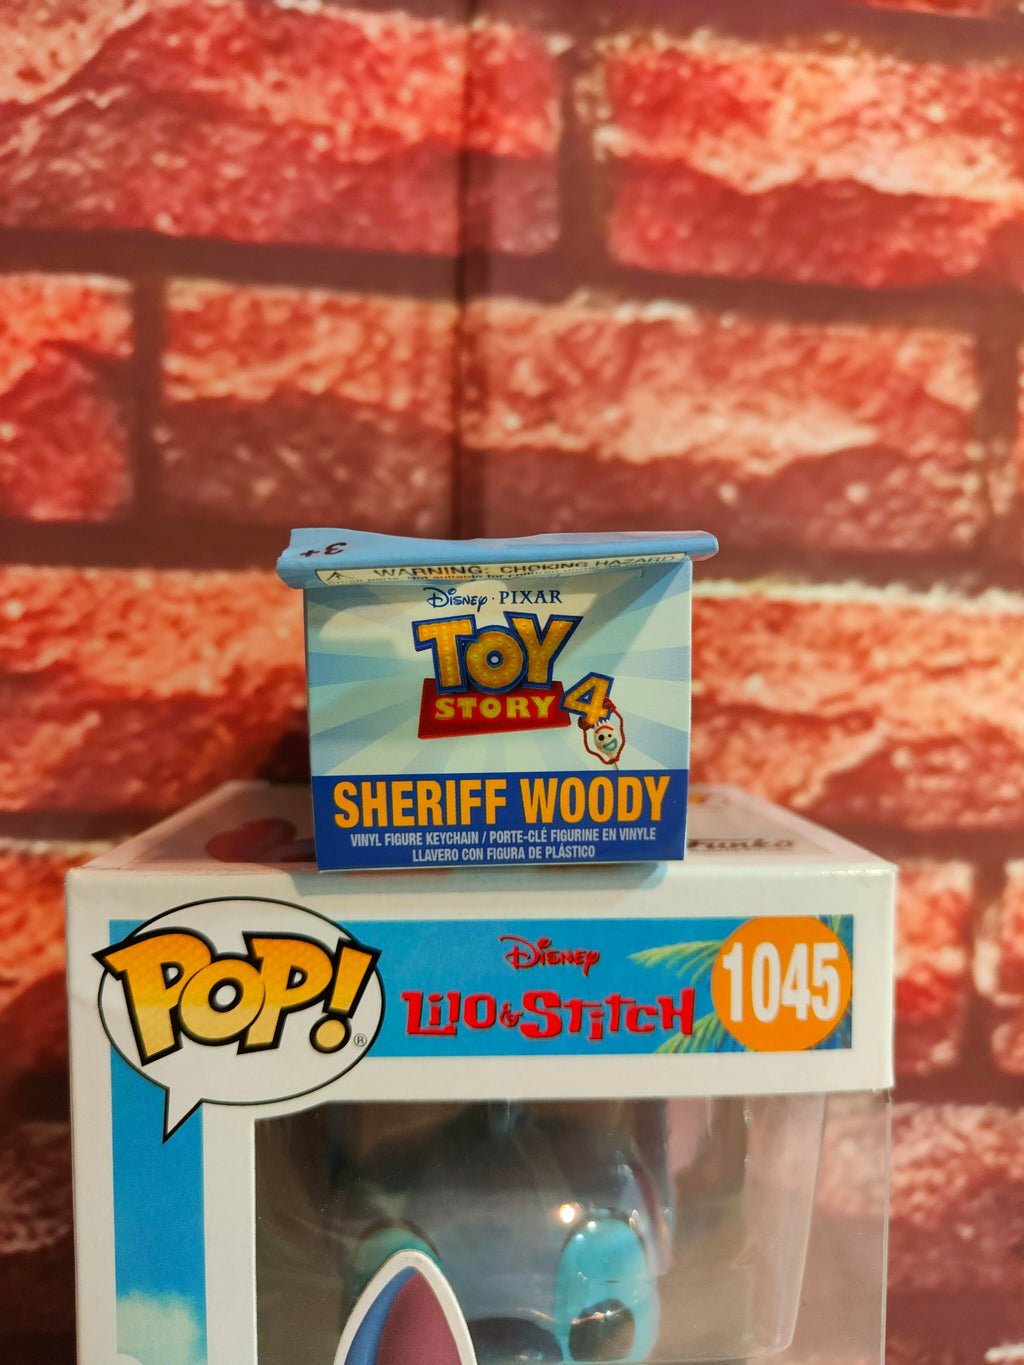 3+
WARNING: CHOKING HAZARD
Disney · PIXAR
TOY
STORY 4
SHERIFF WOODY
VINYL FIGURE KEYCHAIN / PORTE-CLÉ FIGURINE EN VINYLE
LLAVERO CON FIGURA DE PLÁSTICO
Funko
POP! ®
Disney
Lilo & Stitch
1045